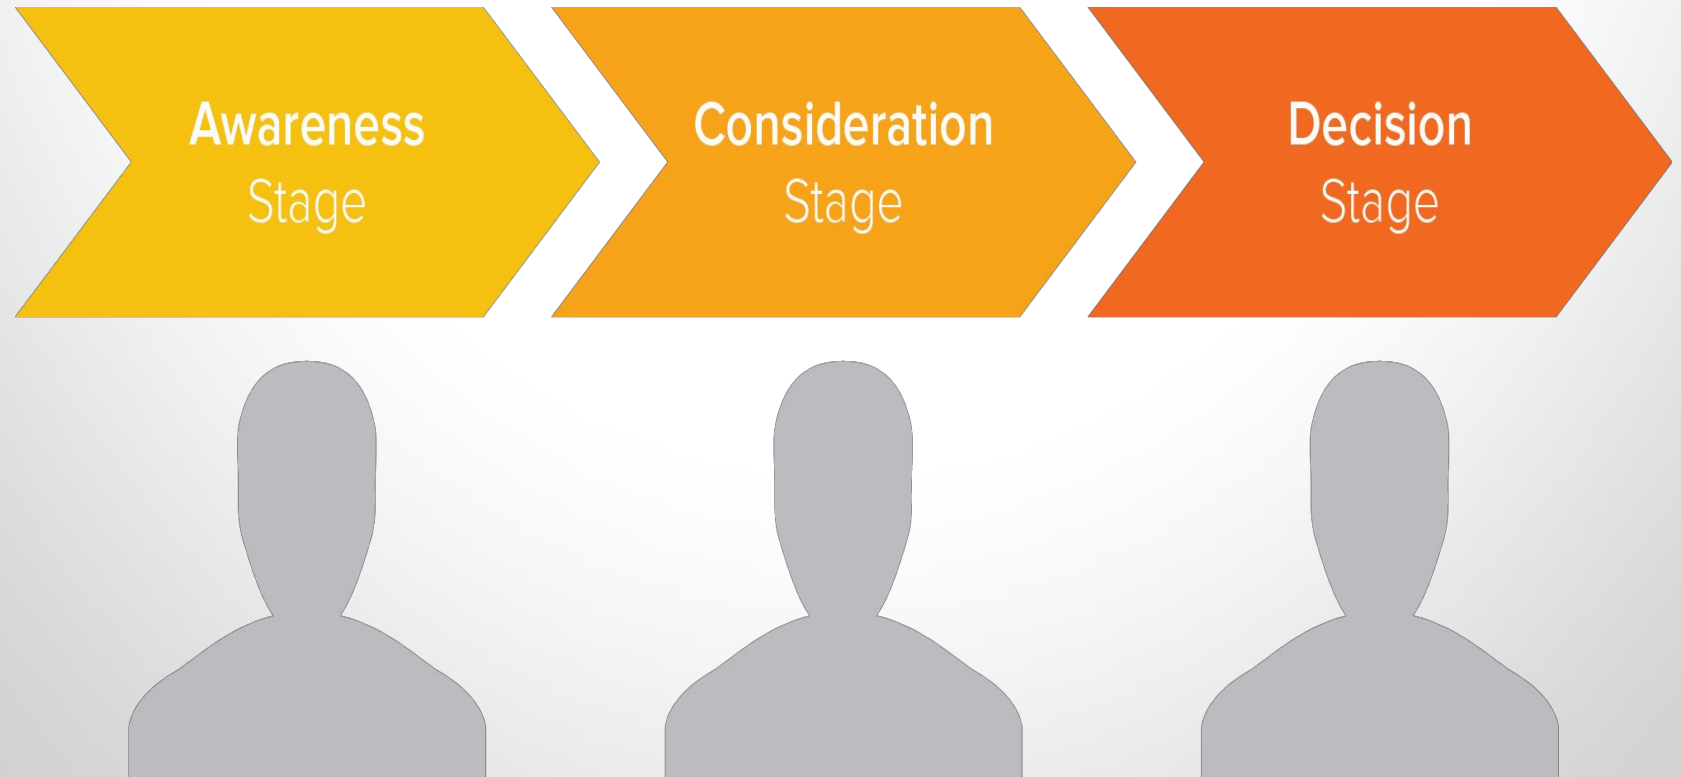 Awareness
Stage
Consideration
Stage
Decision
Stage